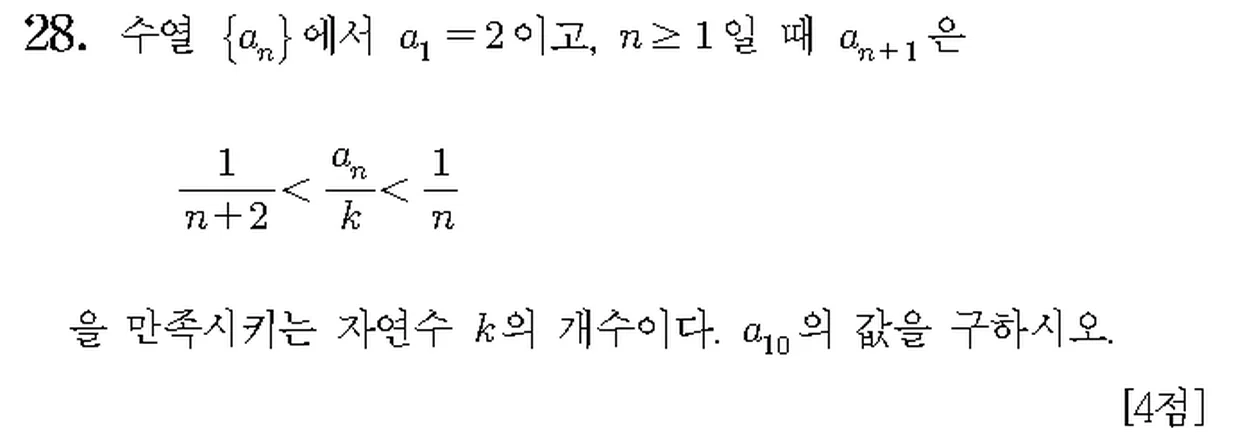 28. 수열 {aₙ}에서 a₁ = 2이고, n ≥ 1일 때 aₙ₊₁은
1/(n+2) < aₙ/k < 1/n
을 만족시키는 자연수 k의 개수이다. a₁₀의 값을 구하시오.
[4점]